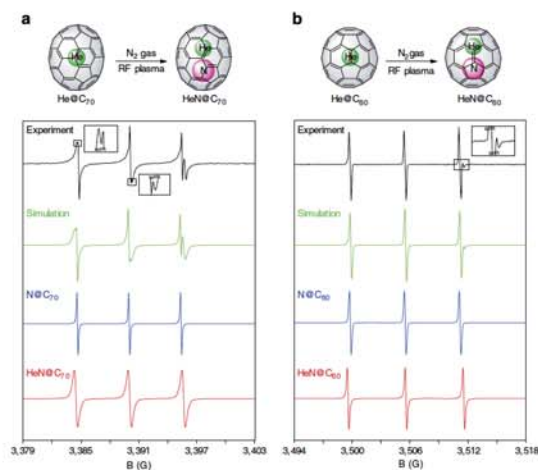 a
He
N₂ gas
RF plasma
He
N
He@C₇₀
HeN@C₇₀
Experiment
Simulation
N@C₇₀
HeN@C₇₀
3,379 3,385 3,391 3,397 3,403
B (G)
b
He
N₂ gas
RF plasma
He
N
He@C₆₀
HeN@C₆₀
Experiment
Simulation
N@C₆₀
HeN@C₆₀
3,494 3,500 3,506 3,512 3,518
B (G)